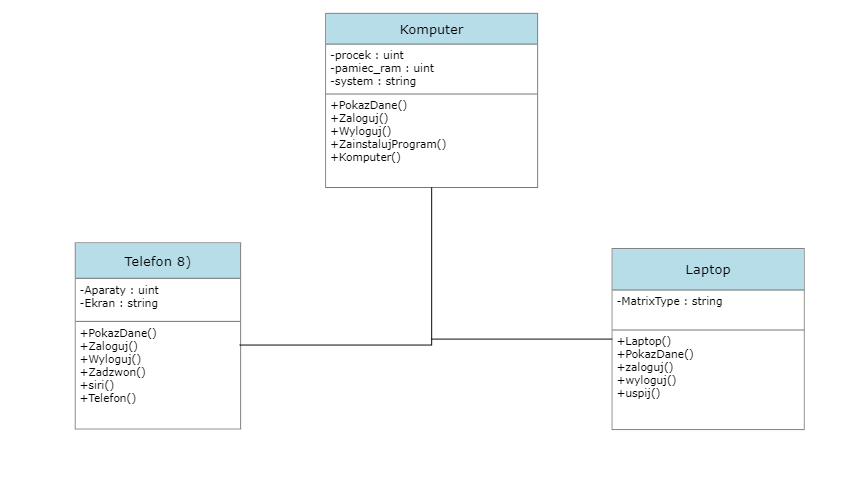 Komputer
-procek : uint
-pamiec_ram : uint
-system : string
+PokazDane()
+Zaloguj()
+Wyloguj()
+ZainstalujProgram()
+Komputer()
Telefon 8)
-Aparaty : uint
-Ekran : string
+PokazDane()
+Zaloguj()
+Wyloguj()
+Zadzwon()
+siri()
+Telefon()
Laptop
-MatrixType : string
+Laptop()
+PokazDane()
+zaloguj()
+wyloguj()
+uspij()